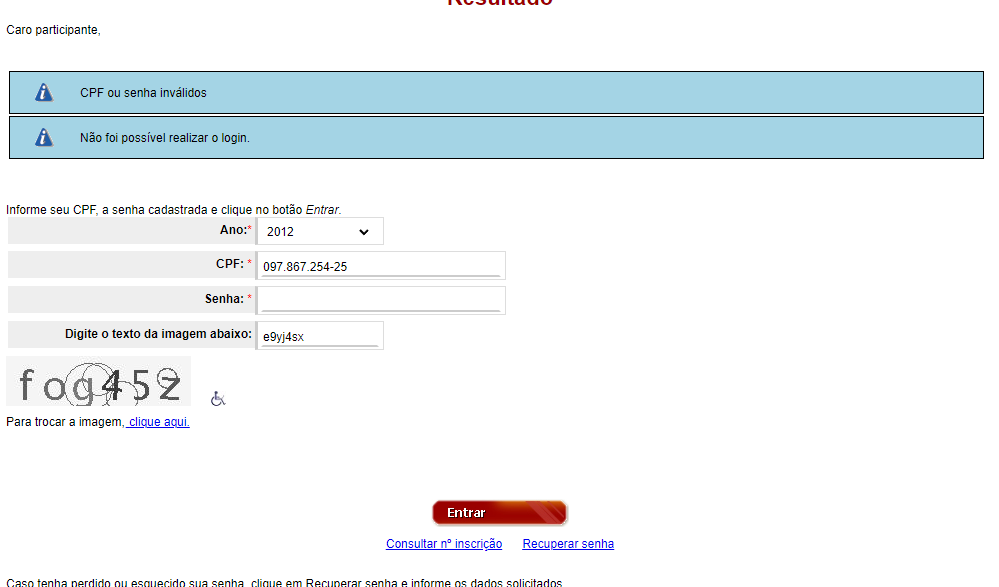 Resultado
Caro participante,
CPF ou senha inválidos
Não foi possível realizar o login.
Informe seu CPF, a senha cadastrada e clique no botão Entrar.
Ano:* 2012
CPF: * 097.867.254-25
Senha: *
Digite o texto da imagem abaixo: e9yj4sx
fog452
Para trocar a imagem, clique aqui.
Entrar
Consultar nº inscrição Recuperar senha
Caso tenha perdido ou esquecido sua senha, clique em Recuperar senha e informe os dados solicitados